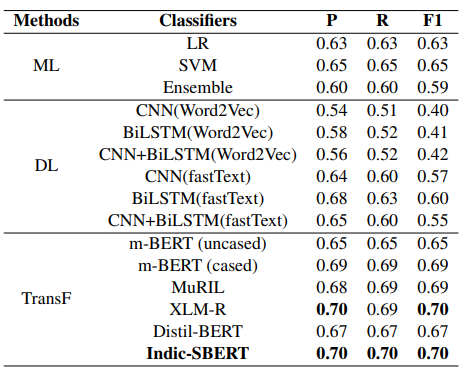 Methods Classifiers P R F1
LR 0.63 0.63 0.63
ML SVM 0.65 0.65 0.65
Ensemble 0.60 0.60 0.59
CNN(Word2Vec) 0.54 0.51 0.40
BiLSTM(Word2Vec) 0.58 0.52 0.41
CNN+BiLSTM(Word2Vec) 0.56 0.52 0.42
DL
CNN(fastText) 0.64 0.60 0.57
BiLSTM(fastText) 0.68 0.63 0.60
CNN+BiLSTM(fastText) 0.65 0.60 0.55
m-BERT (uncased) 0.65 0.65 0.65
m-BERT (cased) 0.69 0.69 0.69
MuRIL 0.68 0.69 0.69
TransF
XLM-R 0.70 0.69 0.70
Distil-BERT 0.67 0.67 0.67
Indic-SBERT 0.70 0.70 0.70